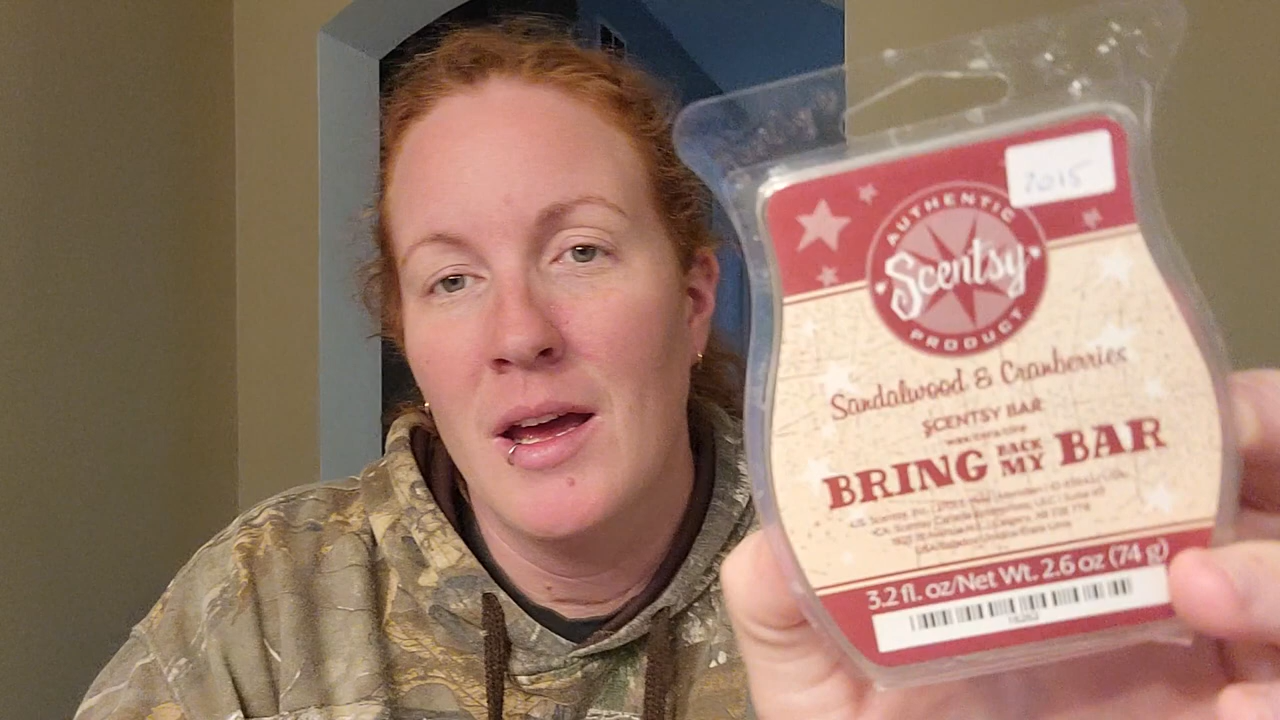 2015
AUTHENTIC
Scentsy
PRODUCT
Sandalwood & Cranberries
SCENTSY BAR
BRING BACK MY BAR
3.2 fl. oz/Net Wt. 2.6 oz (74 g)